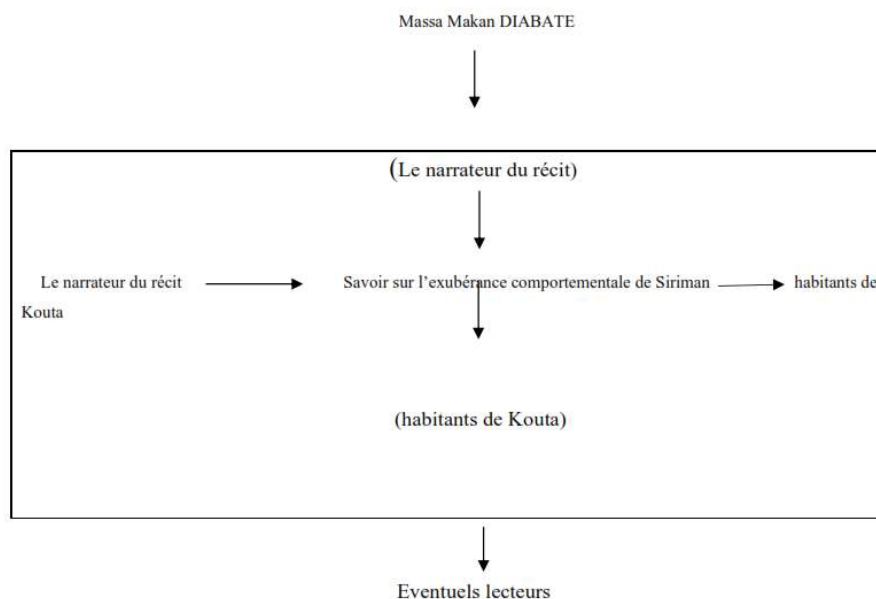 Massa Makan DIABATE
(Le narrateur du récit)
Le narrateur du récit Savoir sur l’exubérance comportementale de Siriman habitants de
Kouta
(habitants de Kouta)
Eventuels lecteurs